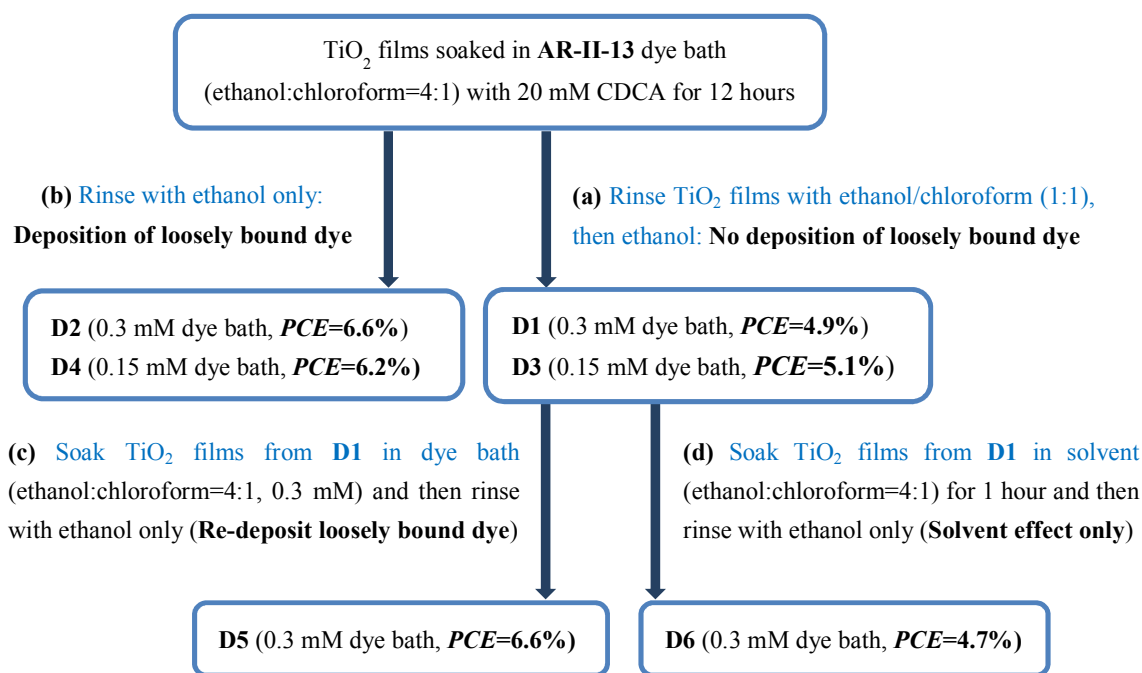 TiO₂ films soaked in AR-II-13 dye bath
(ethanol:chloroform=4:1) with 20 mM CDCA for 12 hours
(b) Rinse with ethanol only:
Deposition of loosely bound dye
(a) Rinse TiO₂ films with ethanol/chloroform (1:1),
then ethanol: No deposition of loosely bound dye
D2 (0.3 mM dye bath, PCE=6.6%)
D4 (0.15 mM dye bath, PCE=6.2%)
D1 (0.3 mM dye bath, PCE=4.9%)
D3 (0.15 mM dye bath, PCE=5.1%)
(c) Soak TiO₂ films from D1 in dye bath
(ethanol:chloroform=4:1, 0.3 mM) and then rinse
with ethanol only (Re-deposit loosely bound dye)
(d) Soak TiO₂ films from D1 in solvent
(ethanol:chloroform=4:1) for 1 hour and then
rinse with ethanol only (Solvent effect only)
D5 (0.3 mM dye bath, PCE=6.6%)
D6 (0.3 mM dye bath, PCE=4.7%)